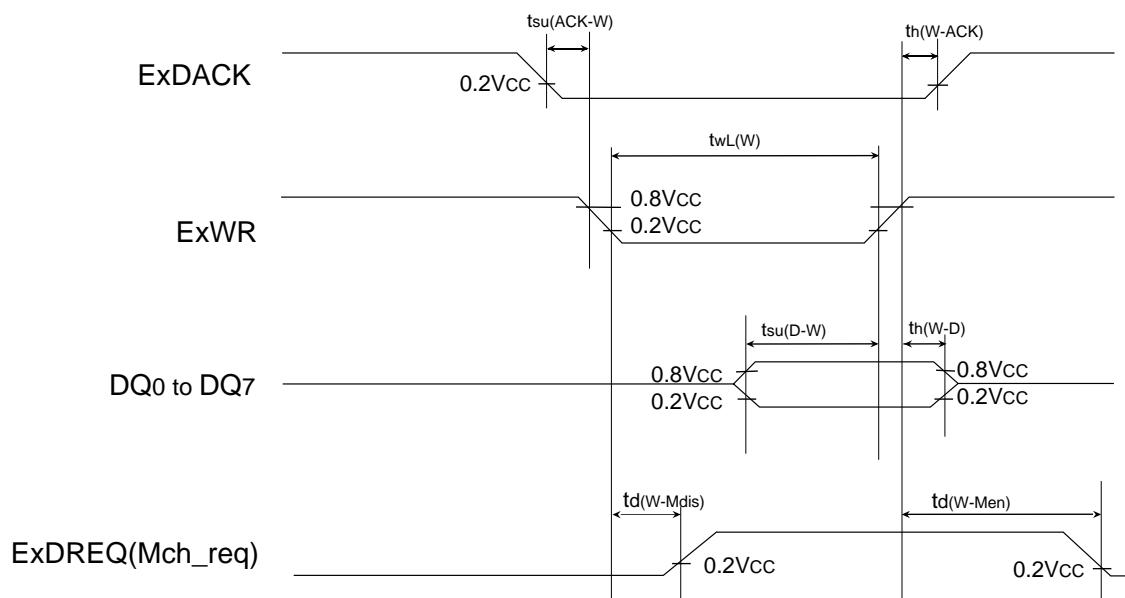 tsu(ACK-W)
th(W-ACK)
ExDACK
0.2VCC
twL(W)
0.8VCC
ExWR
0.2VCC
tsu(D-W)
th(W-D)
0.8VCC
0.8VCC
DQ0 to DQ7
0.2VCC
0.2VCC
td(W-Mdis)
td(W-Men)
ExDREQ(Mch_req)
0.2VCC
0.2VCC